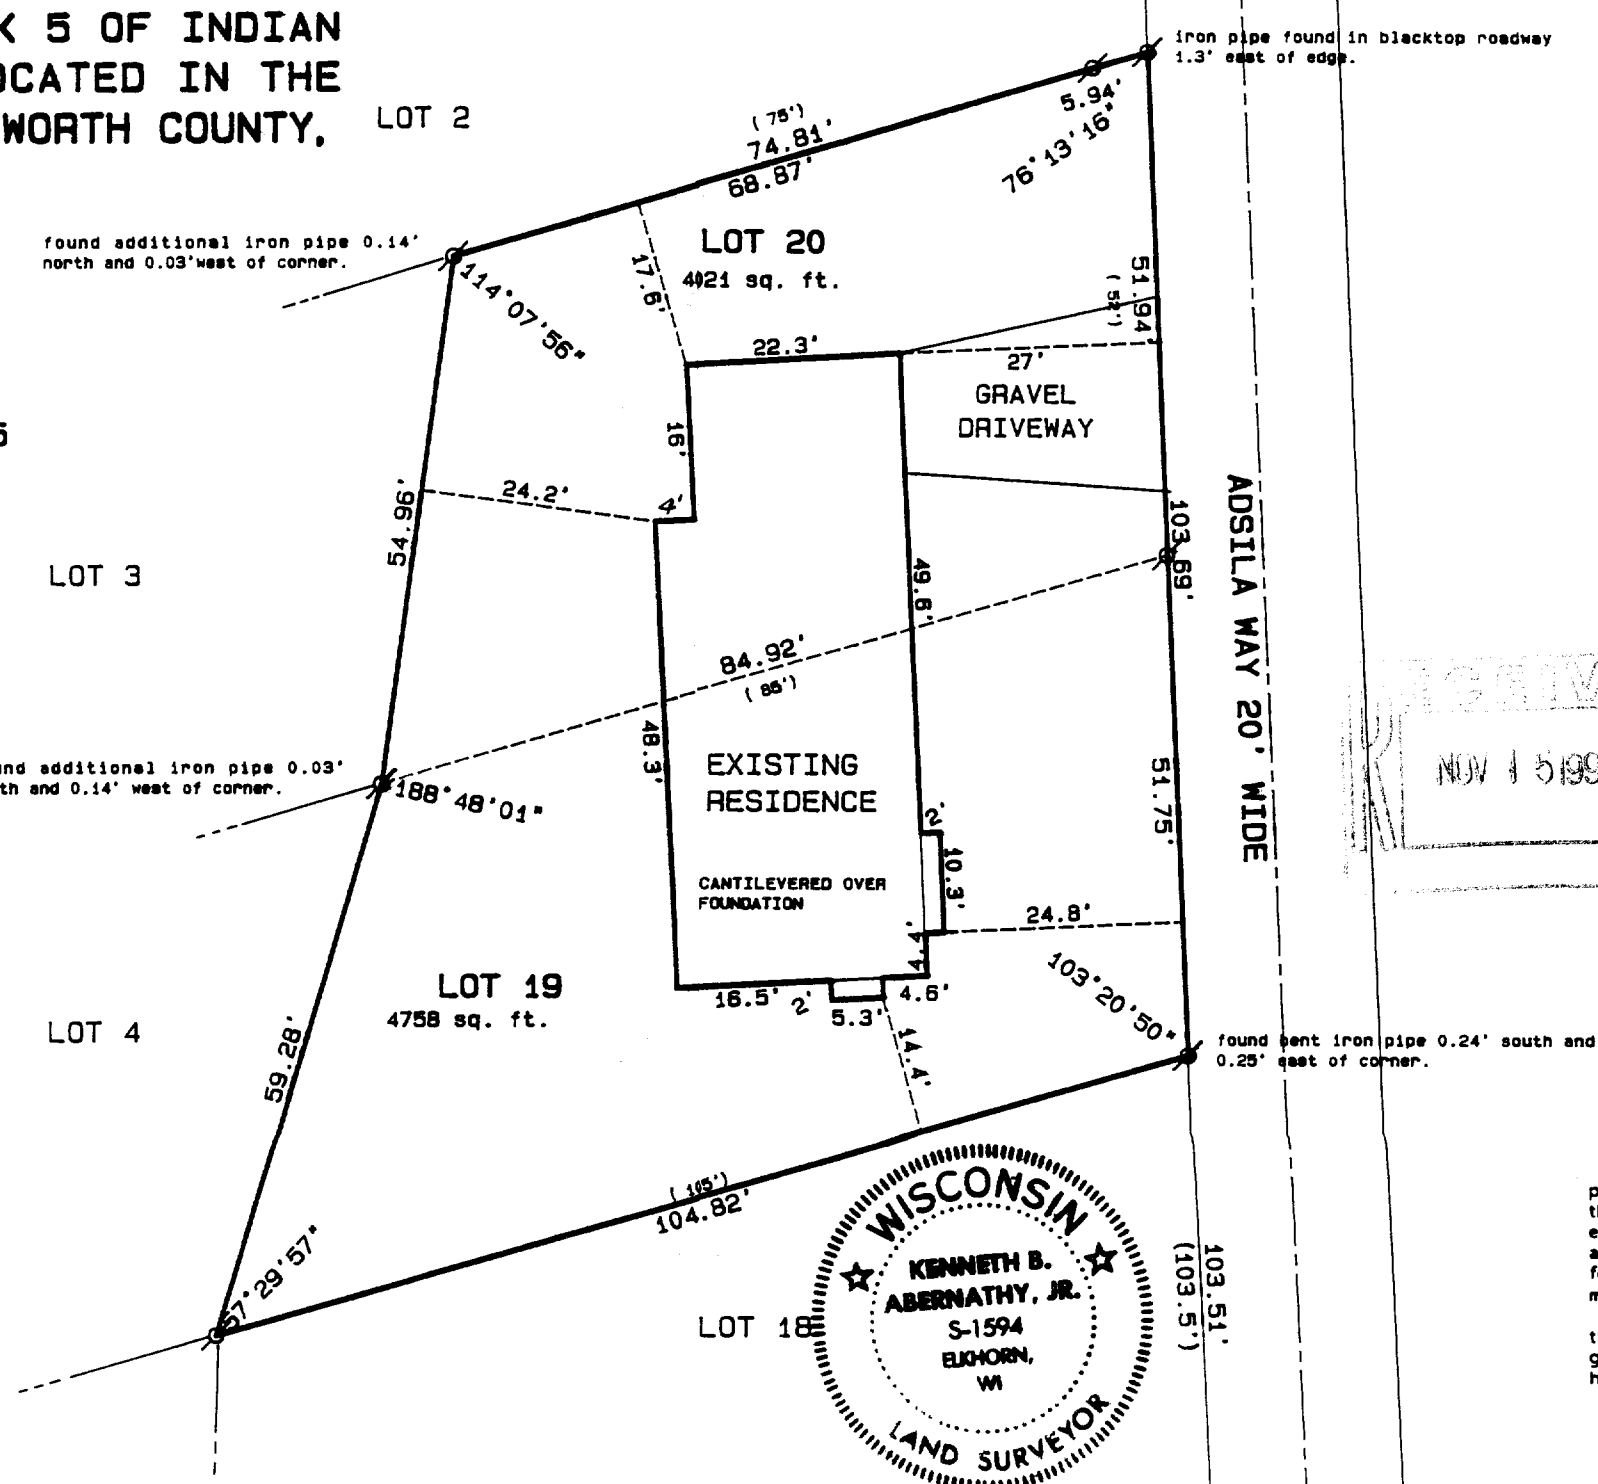 K 5 OF INDIAN
OCATED IN THE
WORTH COUNTY,
LOT 2
iron pipe found in blacktop roadway
1.3' east of edge.
5.94'
76°13'16"
(75')
74.81'
68.87'
found additional iron pipe 0.14'
north and 0.03'west of corner.
114°07'56"
LOT 20
4021 sq. ft.
17.6'
51.94'
(52')
22.3'
27'
GRAVEL
DRIVEWAY
16'
4'
24.2'
54.96'
LOT 3
103.69'
49.6'
ADSILA WAY 20' WIDE
84.92'
(85')
48.3'
EXISTING
RESIDENCE
nd additional iron pipe 0.03'
th and 0.14' west of corner.
188°48'01"
51.75'
NOV 15 199
2'
10.3'
CANTILEVERED OVER
FOUNDATION
24.8'
.4'
4.4'
103°20'50"
LOT 19
4758 sq. ft.
16.5'
2'
5.3'
4.6'
14.4'
LOT 4
59.28'
found bent iron pipe 0.24' south and
0.25' east of corner.
(105')
104.82'
57°29'57"
103.51'
(103.5')
LOT 18
WISCONSIN
KENNETH B.
ABERNATHY, JR.
S-1594
ELKHORN,
WI
LAND SURVEYOR